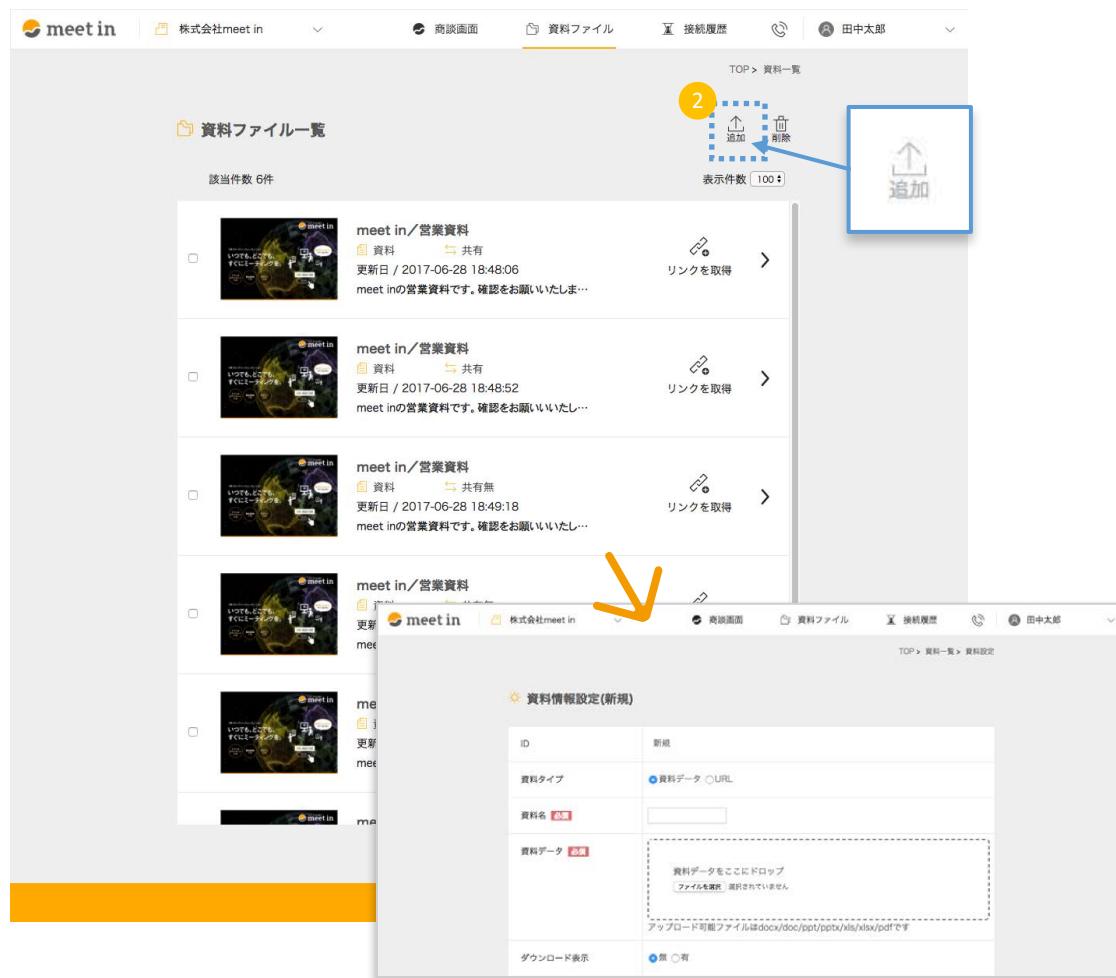 meet in 株式会社meet in 商談画面 資料ファイル 接続履歴 田中太郎
TOP > 資料一覧
2
資料ファイル一覧
追加 削除
追加
該当件数 6件
表示件数 100
meet in/営業資料
資料 共有
更新日 / 2017-06-28 18:48:06
meet inの営業資料です。確認をお願いいたしま…
リンクを取得
meet in/営業資料
資料 共有
更新日 / 2017-06-28 18:48:52
meet inの営業資料です。確認をお願いいいたし…
リンクを取得
meet in/営業資料
資料 共有無
更新日 / 2017-06-28 18:49:18
meet inの営業資料です。確認をお願いいいたし…
リンクを取得
meet in/営業資料
meet in 株式会社meet in 商談画面 資料ファイル 接続履歴 田中太郎
TOP > 資料一覧 > 資料設定
資料情報設定(新規)
ID 新規
資料タイプ 資料データ URL
資料名 必須
資料データ 必須
資料データをここにドロップ
ファイルを選択 選択されていません
アップロード可能ファイルはdocx/doc/ppt/pptx/xls/xlsx/pdfです
ダウンロード表示 無 有